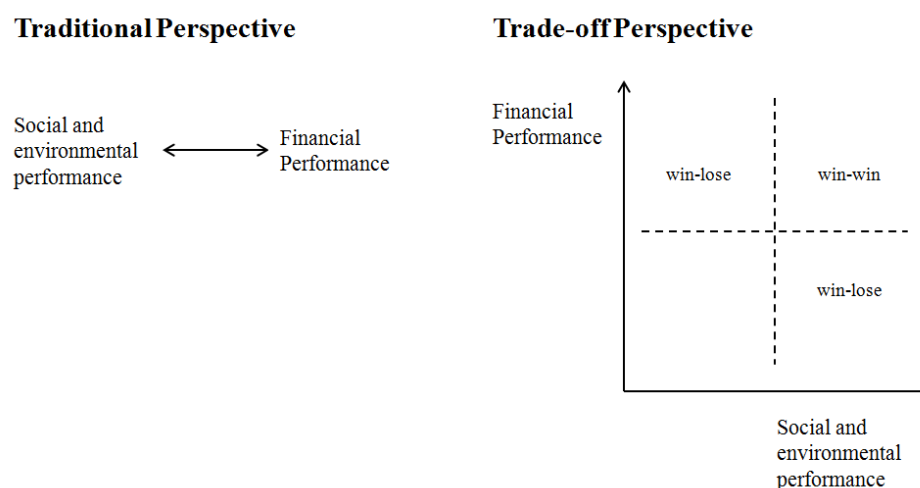 Traditional Perspective
Social and
environmental
performance
Financial
Performance
Trade-off Perspective
Financial
Performance
win-lose
win-win
win-lose
Social and
environmental
performance